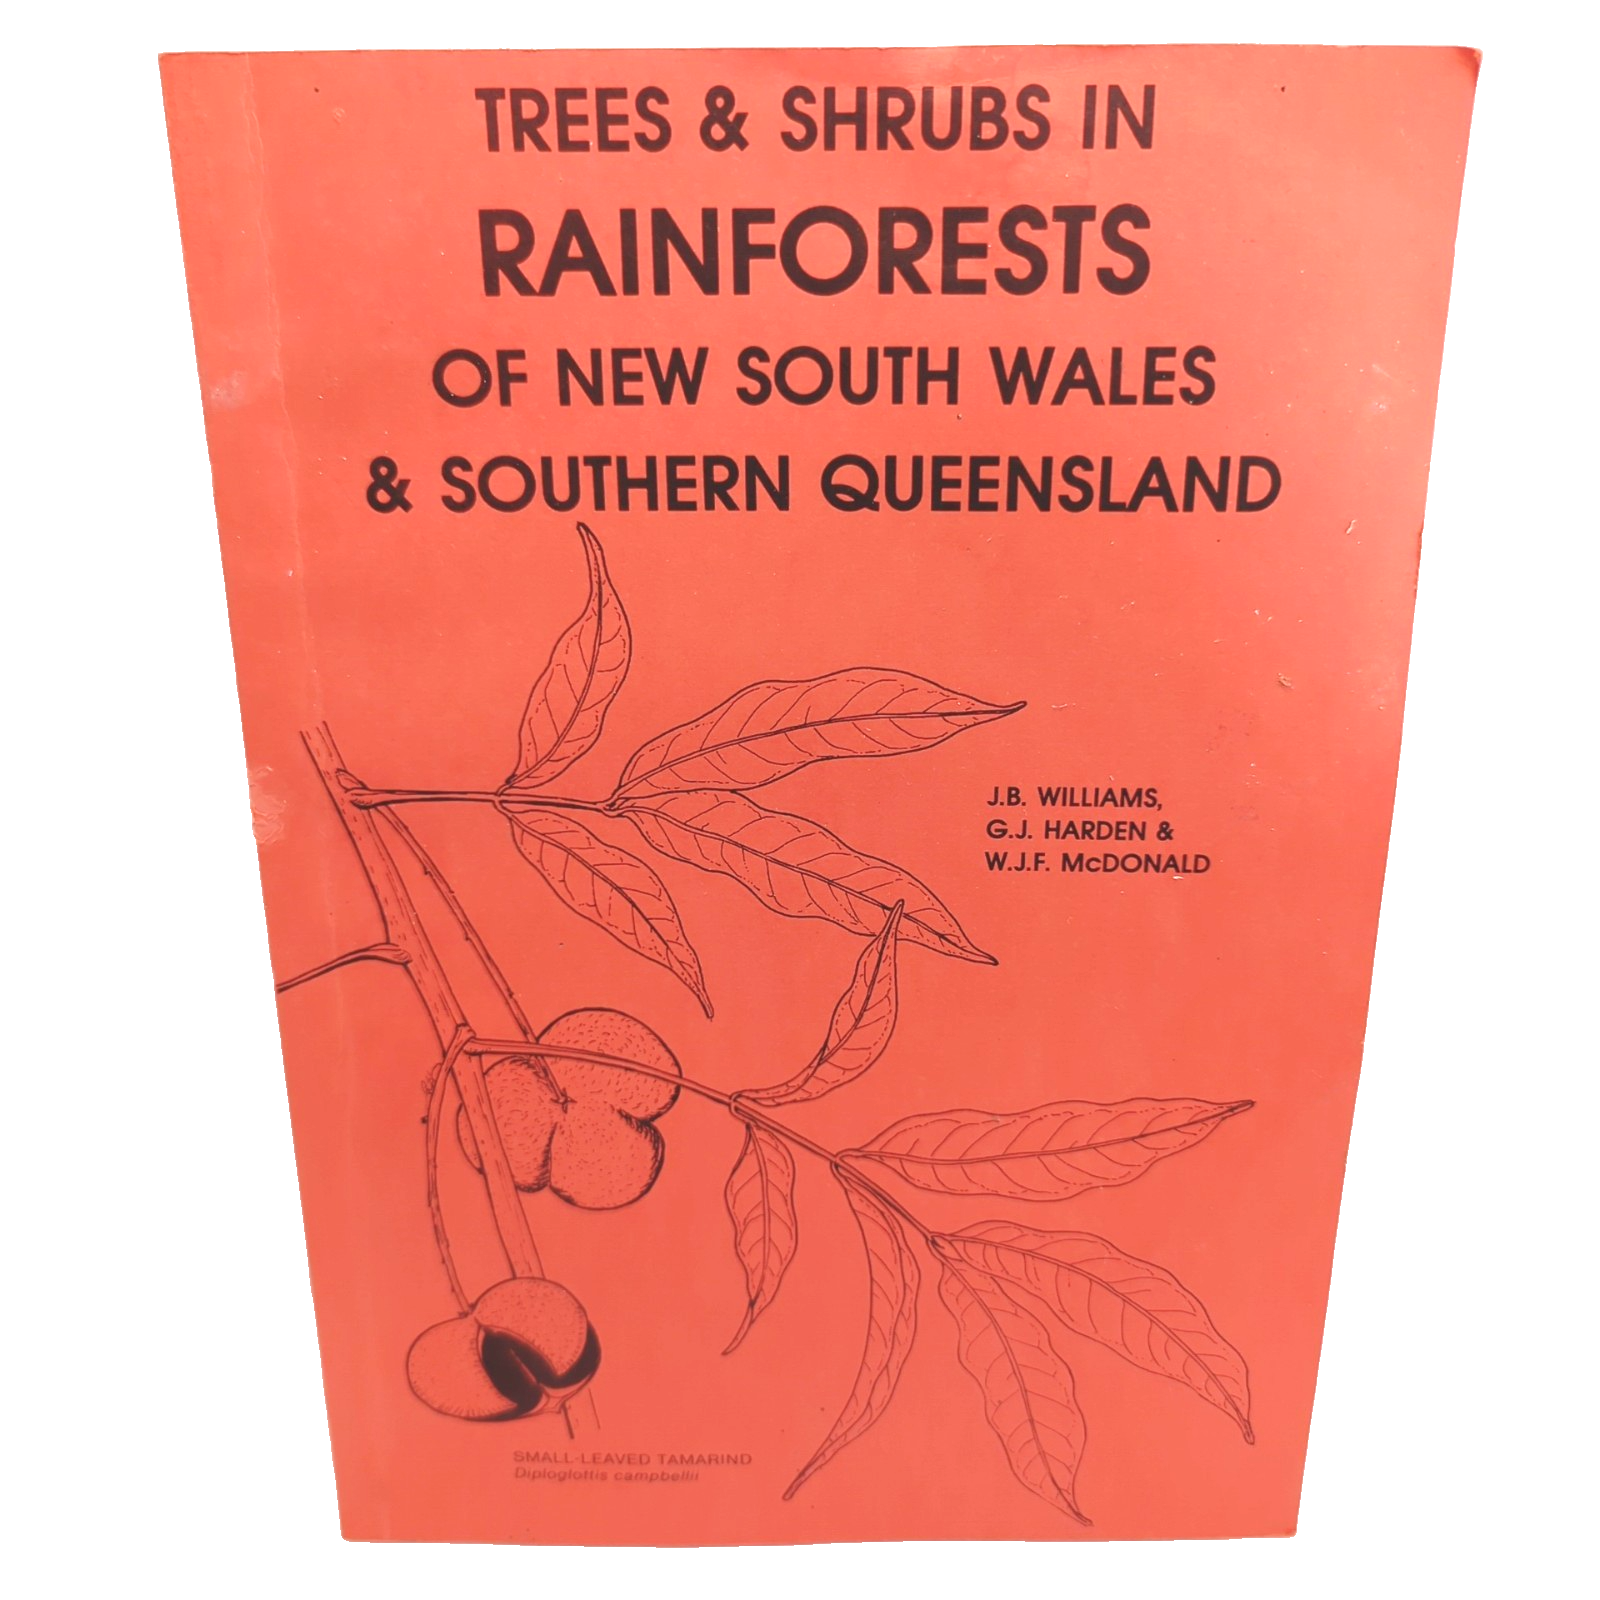 TREES & SHRUBS IN
RAINFORESTS
OF NEW SOUTH WALES
& SOUTHERN QUEENSLAND
J.B. WILLIAMS,
G.J. HARDEN &
W.J.F. McDONALD
SMALL-LEAVED TAMARIND
Diploglottis campbellii